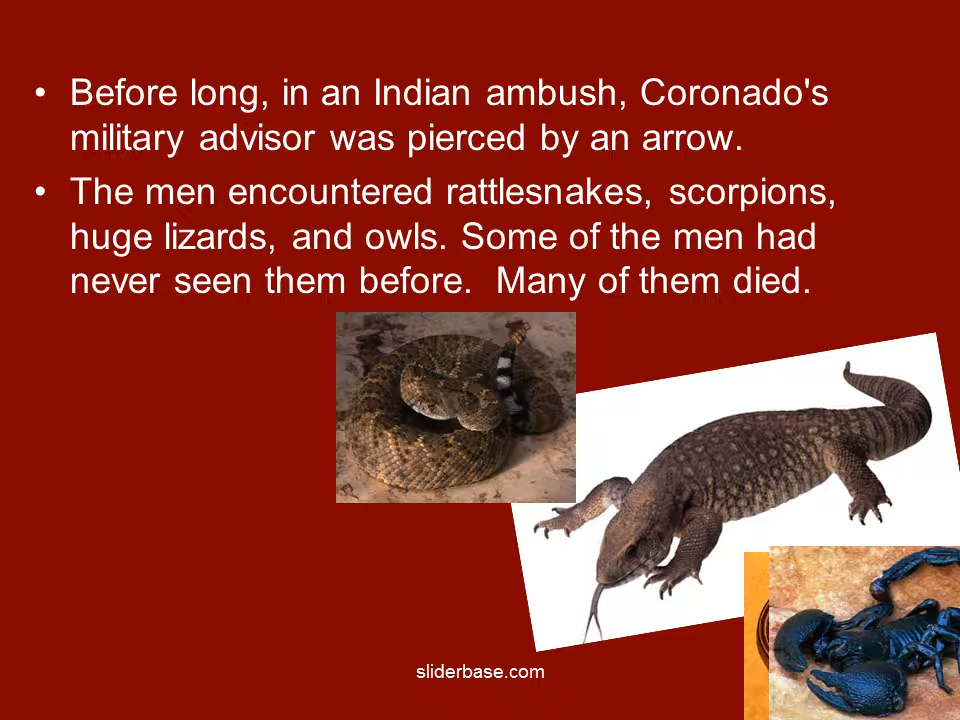 • Before long, in an Indian ambush, Coronado's
military advisor was pierced by an arrow.
• The men encountered rattlesnakes, scorpions,
huge lizards, and owls. Some of the men had
never seen them before.  Many of them died.
sliderbase.com